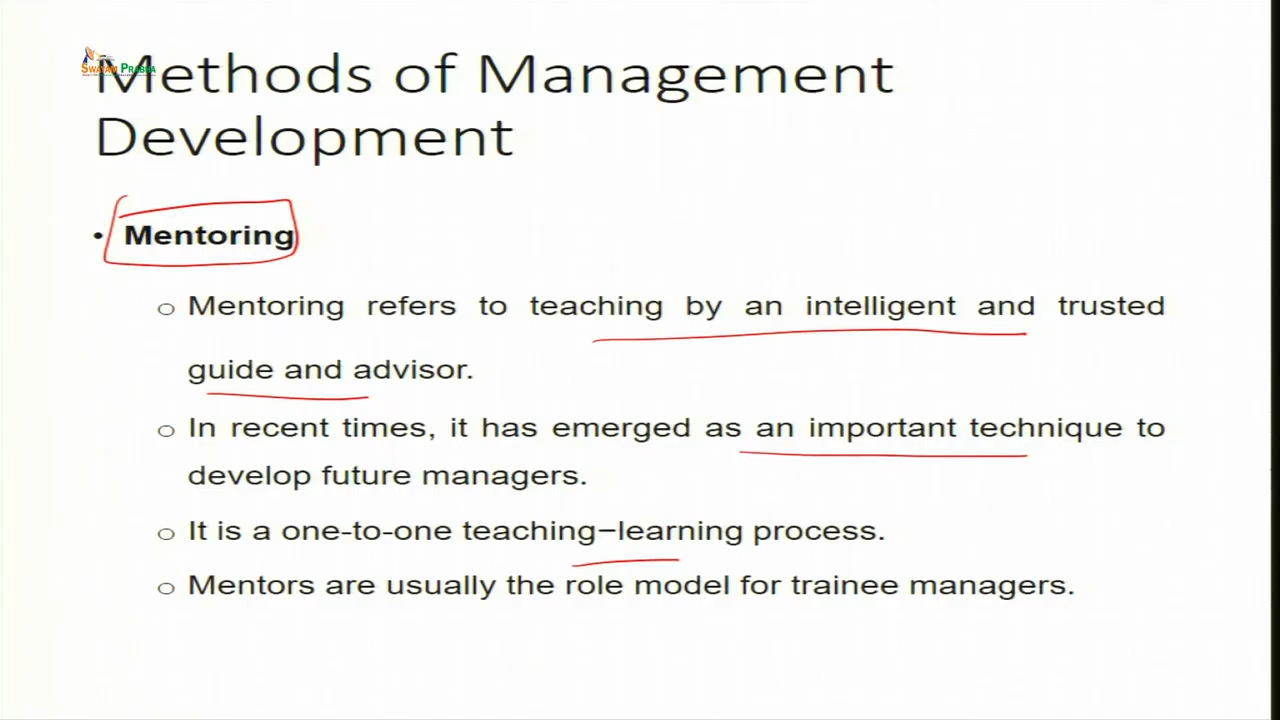 SWAYAM PRABHA
Methods of Management
Development
• Mentoring
o Mentoring refers to teaching by an intelligent and trusted
guide and advisor.
o In recent times, it has emerged as an important technique to
develop future managers.
o It is a one-to-one teaching−learning process.
o Mentors are usually the role model for trainee managers.